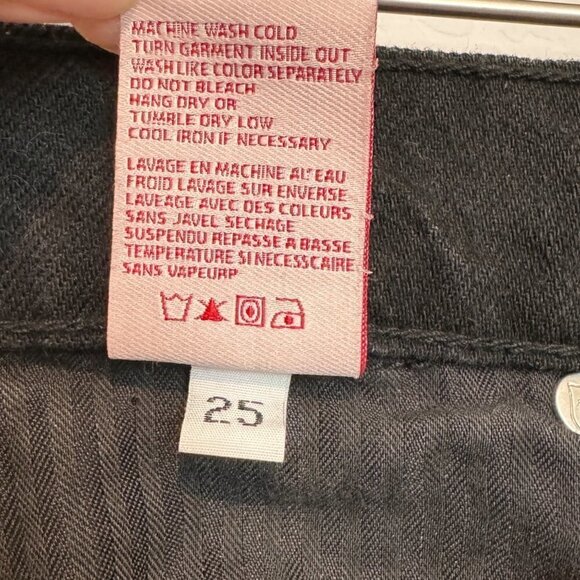 MACHINE WASH COLD
TURN GARMENT INSIDE OUT
WASH LIKE COLOR SEPARATELY
DO NOT BLEACH
HANG DRY OR
TUMBLE DRY LOW
COOL IRON IF NECESSARY
LAVAGE EN MACHINE AL'EAU
FROID LAVAGE SUR ENVERSE
LAVEAGE AVEC DES COULEURS
SANS JAVEL SECHAGE
SUSPENDU REPASSE A BASSE
TEMPERATURE SI NECESSCAIRE
SANS VAPEURP
25